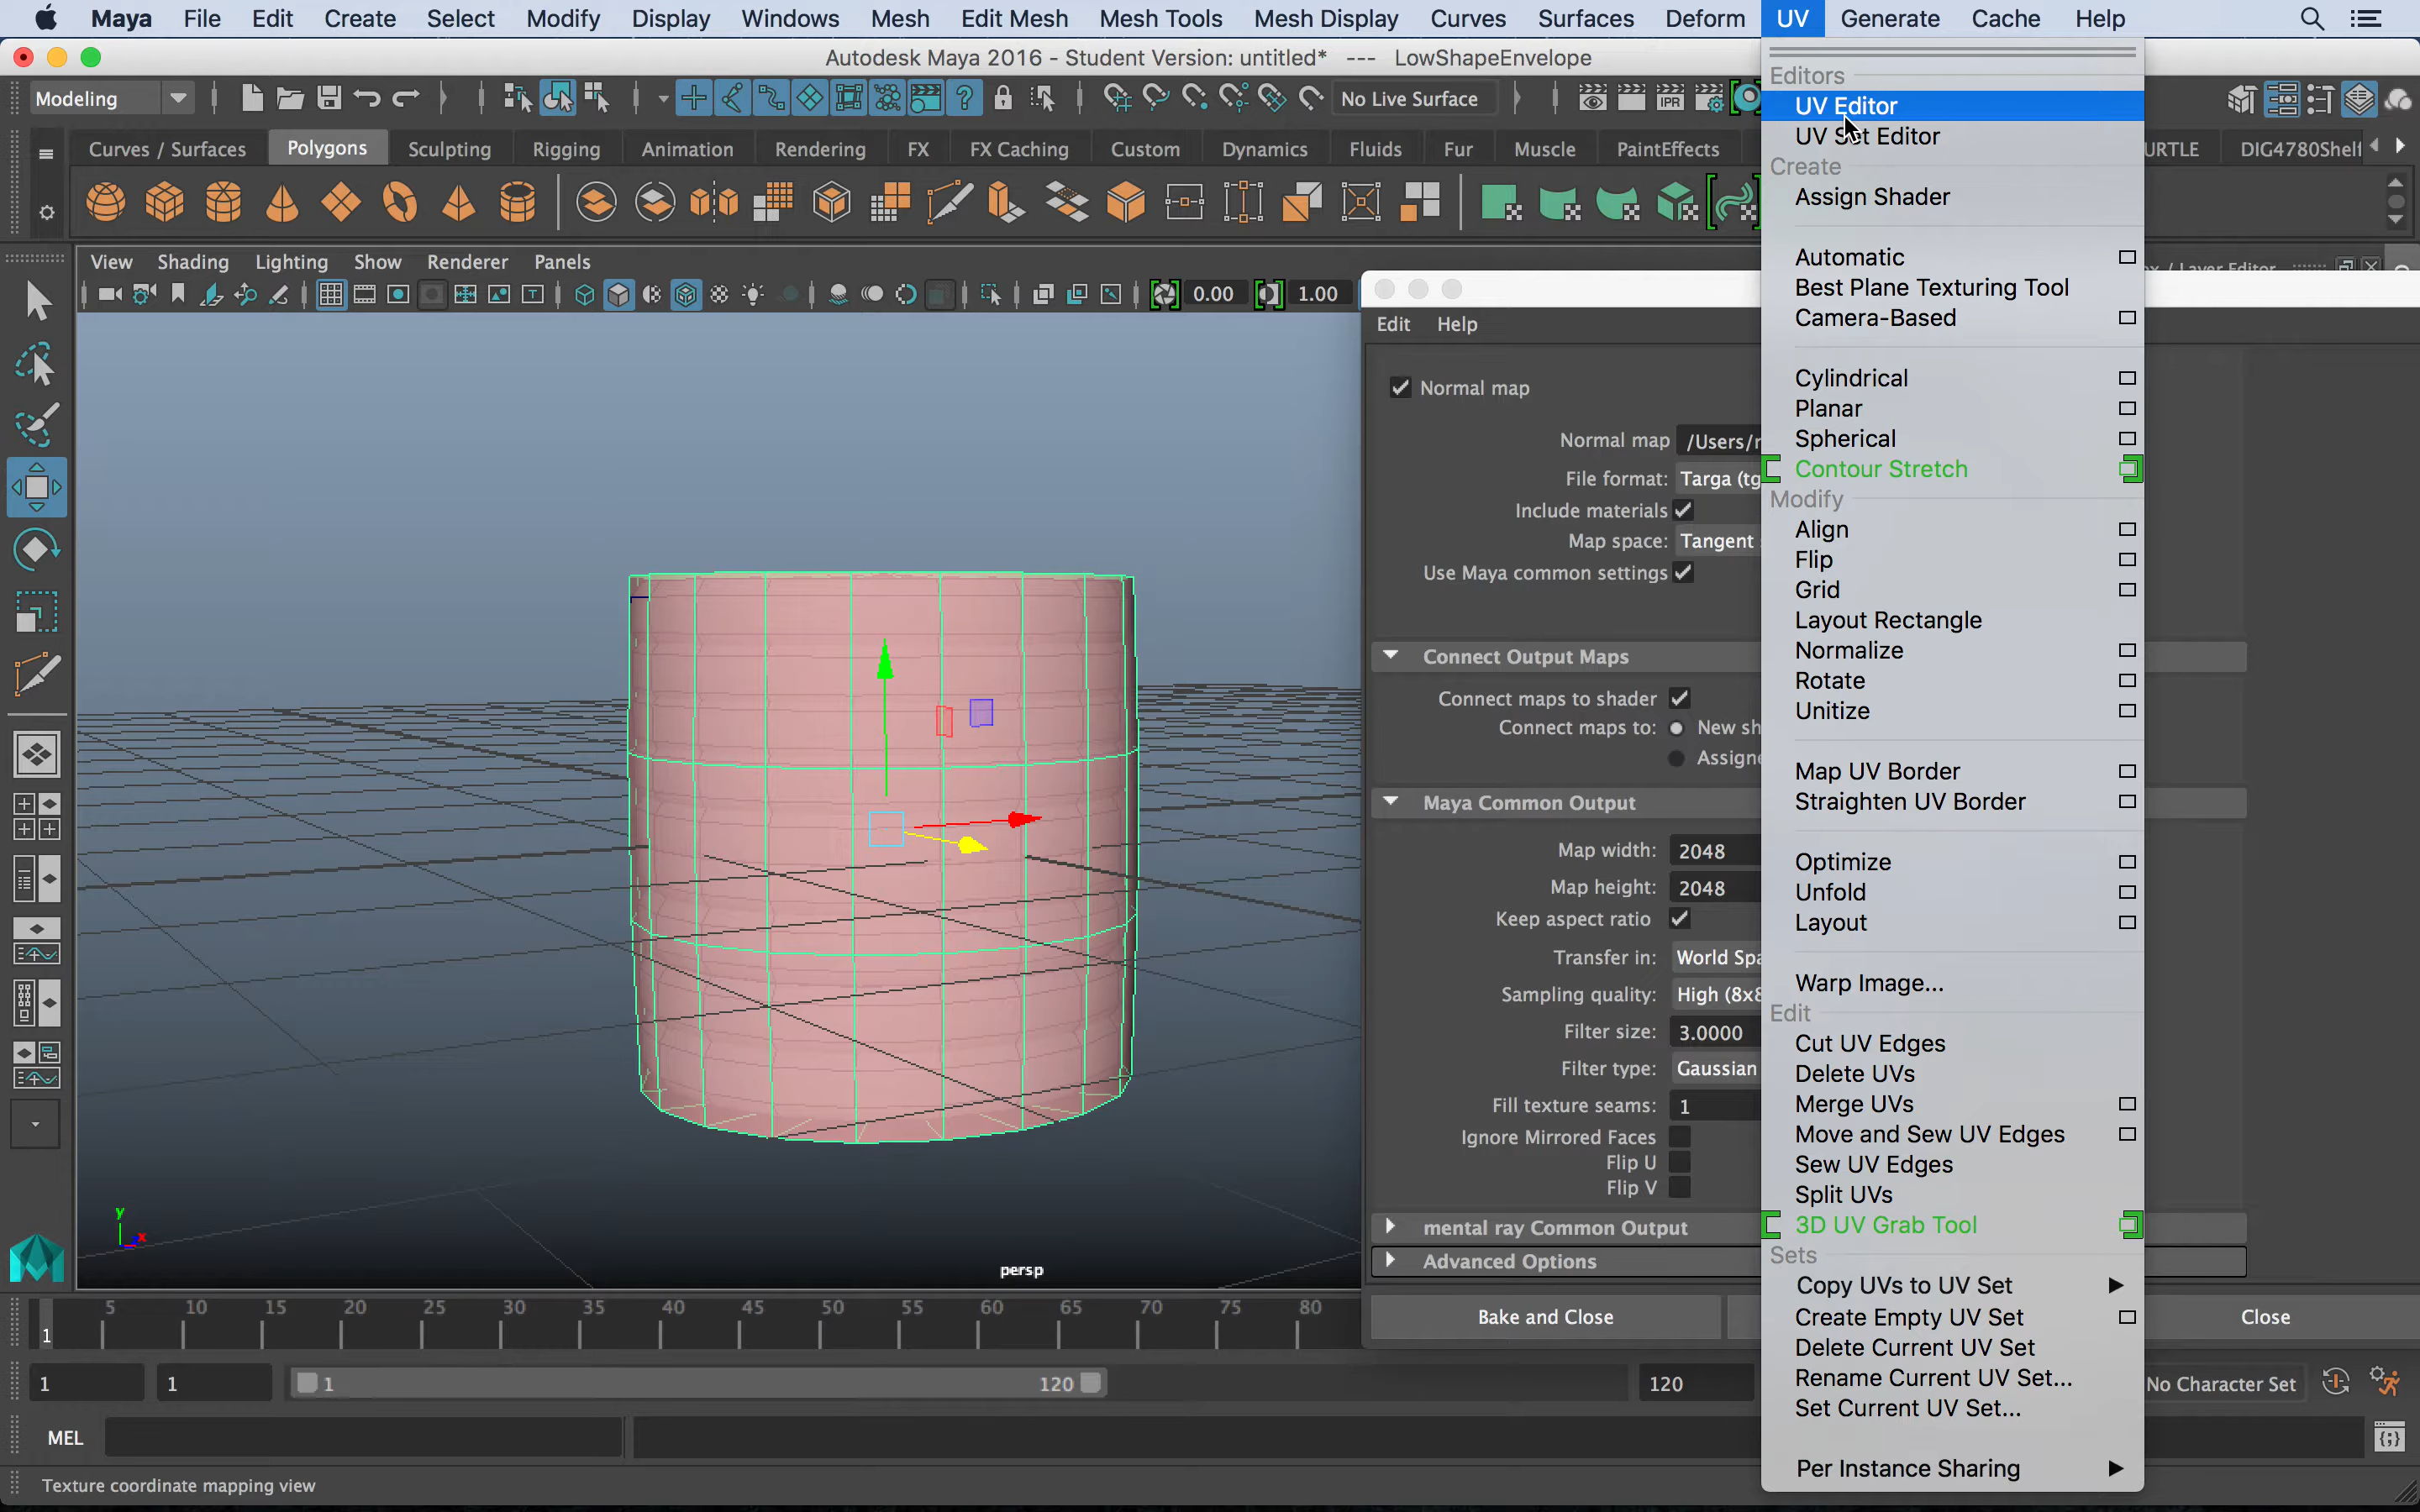 Maya File Edit Create Select Modify Display Windows Mesh Edit Mesh Mesh Tools Mesh Display Curves Surfaces Deform UV Generate Cache Help
Autodesk Maya 2016 - Student Version: untitled* --- LowShapeEnvelope
Modeling
No Live Surface
IPR
Curves / Surfaces Polygons Sculpting Rigging Animation Rendering FX FX Caching Custom Dynamics Fluids Fur Muscle PaintEffects URTLE DIG4780Shelf
View Shading Lighting Show Renderer Panels
0.00 1.00
Edit Help
Normal map
Normal map /Users/r
File format: Targa (tg
Include materials
Map space: Tangent
Use Maya common settings
Connect Output Maps
Connect maps to shader
Connect maps to: New sh
Assigne
Maya Common Output
Map width: 2048
Map height: 2048
Keep aspect ratio
Transfer in: World Spa
Sampling quality: High (8x8
Filter size: 3.0000
Filter type: Gaussian
Fill texture seams: 1
Ignore Mirrored Faces
Flip U
Flip V
mental ray Common Output
Advanced Options
Bake and Close
Close
Editors
UV Editor
UV Set Editor
Create
Assign Shader
Automatic
Best Plane Texturing Tool
Camera-Based
Cylindrical
Planar
Spherical
Contour Stretch
Modify
Align
Flip
Grid
Layout Rectangle
Normalize
Rotate
Unitize
Map UV Border
Straighten UV Border
Optimize
Unfold
Layout
Warp Image...
Edit
Cut UV Edges
Delete UVs
Merge UVs
Move and Sew UV Edges
Sew UV Edges
Split UVs
3D UV Grab Tool
Sets
Copy UVs to UV Set
Create Empty UV Set
Delete Current UV Set
Rename Current UV Set...
Set Current UV Set...
Per Instance Sharing
y
x
persp
5 10 15 20 25 30 35 40 45 50 55 60 65 70 75 80
1
1 1 1 120 120 No Character Set
MEL
Texture coordinate mapping view